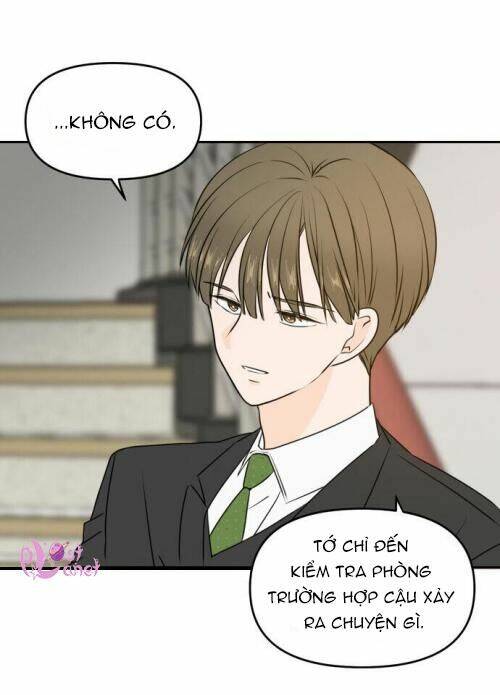 ...KHÔNG CÓ.
TỚ CHỈ ĐẾN
KIỂM TRA PHÒNG
TRƯỜNG HỢP CẬU XẢY
RA CHUYỆN GÌ.